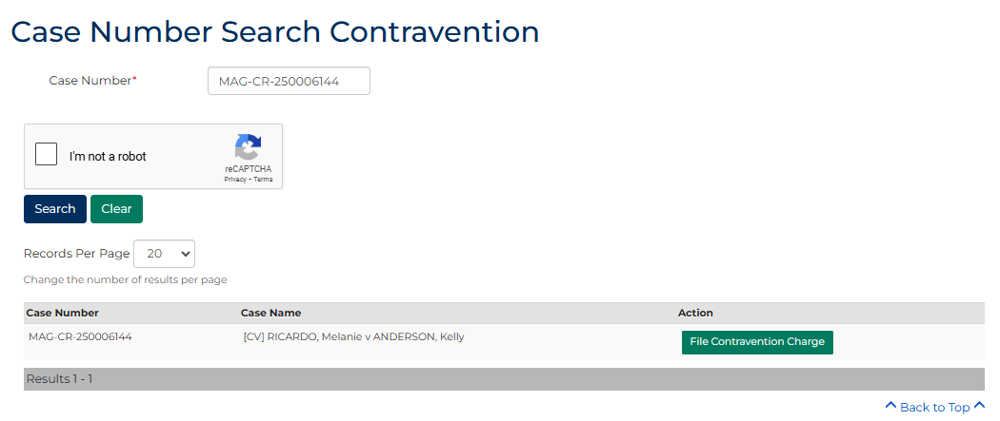 Case Number Search Contravention
Case Number*
MAG-CR-250006144
I'm not a robot
reCAPTCHA
Privacy - Terms
Search Clear
Records Per Page 20
Change the number of results per page
Case Number Case Name Action
MAG-CR-250006144 [CV] RICARDO, Melanie v ANDERSON, Kelly File Contravention Charge
Results 1 - 1
Back to Top